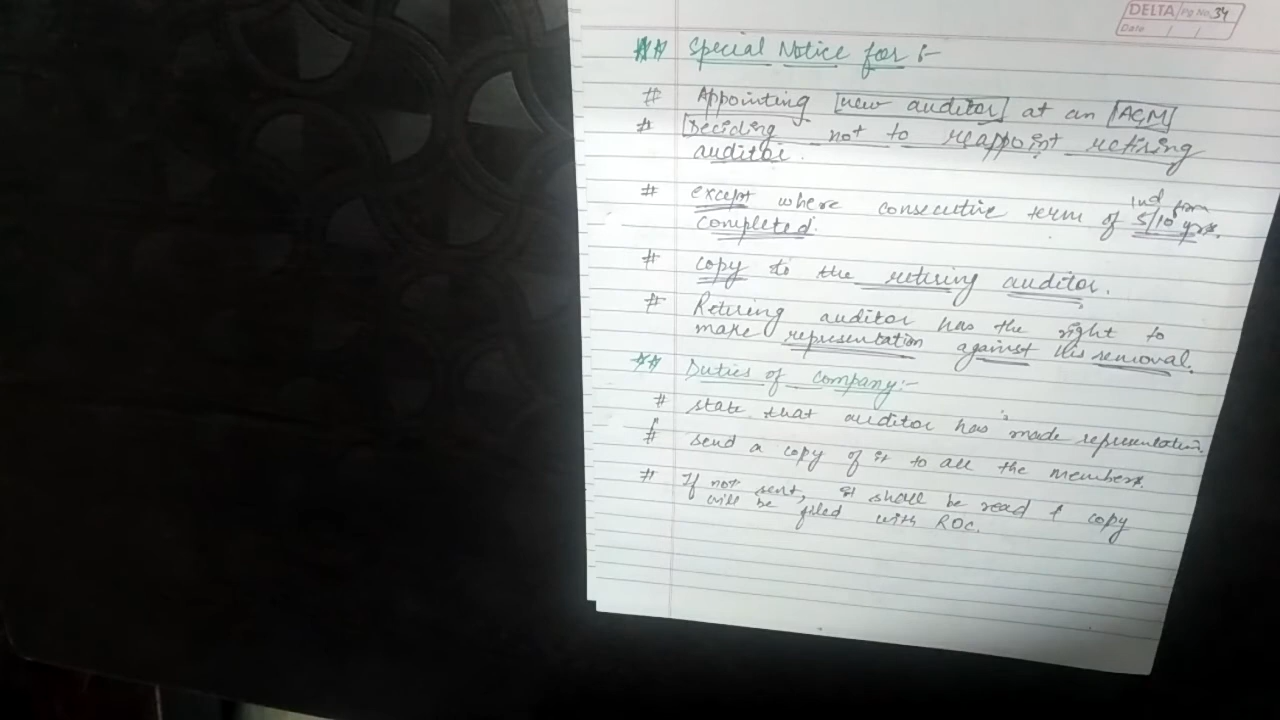 DELTA Pg No. 34
Date / /
** Special Notice for :-
# Appointing new auditor at an AGM
# Deciding not to reappoint retiring
auditor.
ind firm
# except where consecutive term of 5/10 yrs.
completed.
# copy to the retiring auditor.
# Retiring auditor has the right to
make representation against his removal.
** Duties of company:-
# state that auditor has made representation.
# send a copy of it to all the members.
# If not sent, it shall be read & copy
will be filed with ROC.